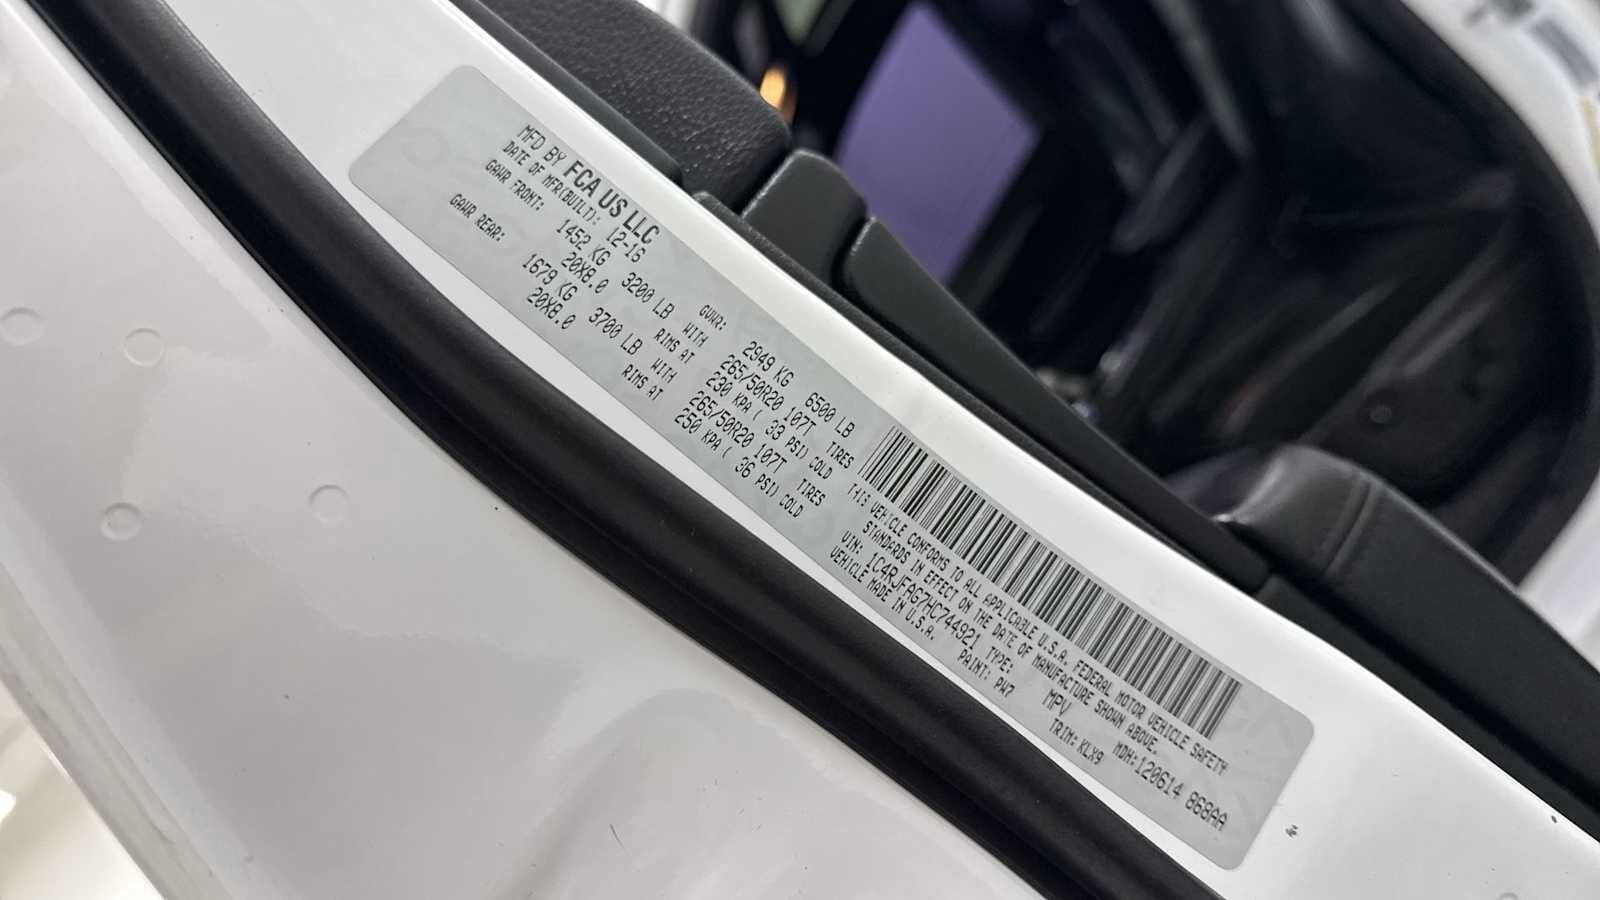 MFD BY FCA US LLC
DATE OF MFR(BUILT): 12-16 GVWR: 2949 KG 6500 LB
GAWR FRONT: 1452 KG 3200 LB WITH 265/50R20 107T TIRES
20X8.0 RIMS AT 230 KPA ( 33 PSI) COLD
GAWR REAR: 1679 KG 3700 LB WITH 265/50R20 107T TIRES
20X8.0 RIMS AT 250 KPA ( 36 PSI) COLD
THIS VEHICLE CONFORMS TO ALL APPLICABLE U.S.A. FEDERAL MOTOR VEHICLE SAFETY
STANDARDS IN EFFECT ON THE DATE OF MANUFACTURE SHOWN ABOVE.
VIN: 1C4RJFAG7HC744921 TYPE: MPV MDH:120614 868AA
VEHICLE MADE IN U.S.A. PAINT: PW7 TRIM: KLX9